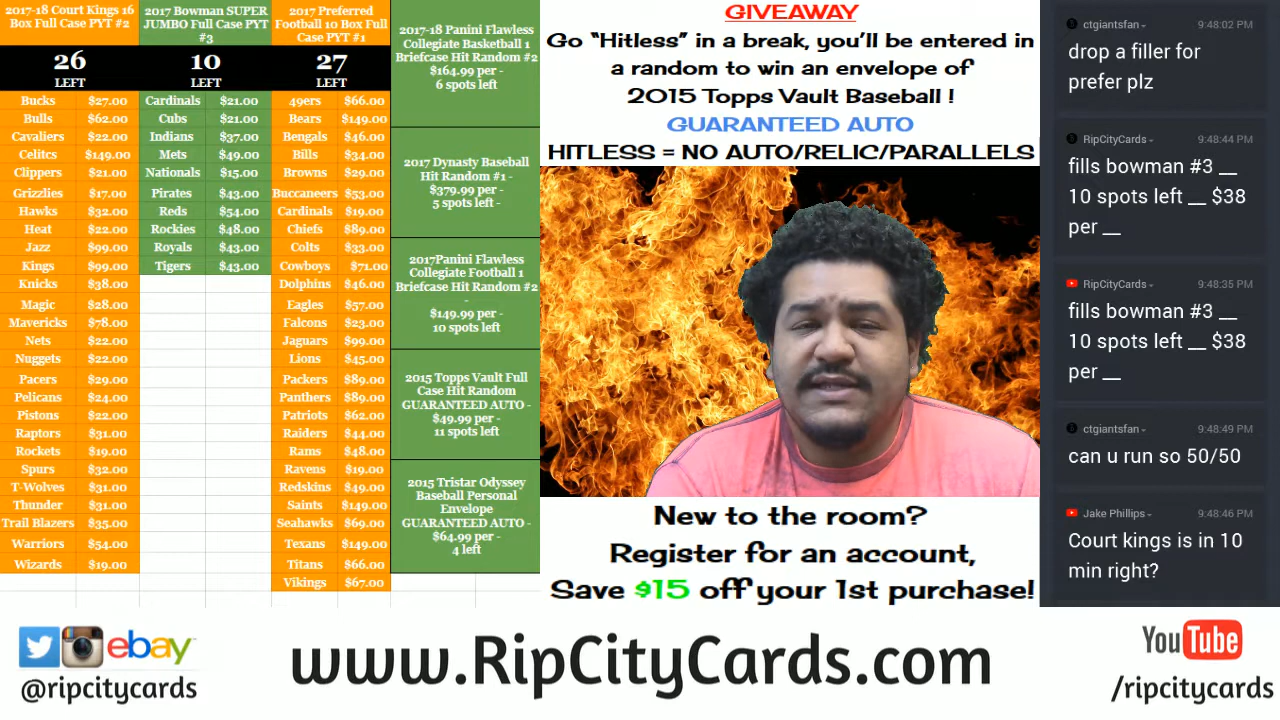 2017-18 Court Kings 16
Box Full Case PYT #2
26
LEFT
Bucks $27.00
Bulls $62.00
Cavaliers $22.00
Celitcs $149.00
Clippers $21.00
Grizzlies $17.00
Hawks $32.00
Heat $22.00
Jazz $99.00
Kings $99.00
Knicks $38.00
Magic $28.00
Mavericks $78.00
Nets $22.00
Nuggets $22.00
Pacers $29.00
Pelicans $24.00
Pistons $22.00
Raptors $31.00
Rockets $19.00
Spurs $32.00
T-Wolves $31.00
Thunder $31.00
Trail Blazers $35.00
Warriors $54.00
Wizards $19.00
2017 Bowman SUPER
JUMBO Full Case PYT
#3
10
LEFT
Cardinals $21.00
Cubs $21.00
Indians $37.00
Mets $49.00
Nationals $15.00
Pirates $43.00
Reds $54.00
Rockies $48.00
Royals $43.00
Tigers $43.00
2017 Preferred
Football 10 Box Full
Case PYT #1
27
LEFT
49ers $66.00
Bears $149.00
Bengals $46.00
Bills $34.00
Browns $29.00
Buccaneers $53.00
Cardinals $19.00
Chiefs $89.00
Colts $33.00
Cowboys $71.00
Dolphins $46.00
Eagles $57.00
Falcons $23.00
Jaguars $99.00
Lions $45.00
Packers $89.00
Panthers $89.00
Patriots $62.00
Raiders $44.00
Rams $48.00
Ravens $19.00
Redskins $49.00
Saints $149.00
Seahawks $69.00
Texans $149.00
Titans $66.00
Vikings $67.00
2017-18 Panini Flawless
Collegiate Basketball 1
Briefcase Hit Random #2
$164.99 per -
6 spots left
2017 Dynasty Baseball
Hit Random #1 -
$379.99 per -
5 spots left -
2017Panini Flawless
Collegiate Football 1
Briefcase Hit Random #2
-
$149.99 per -
10 spots left
2015 Topps Vault Full
Case Hit Random
GUARANTEED AUTO -
$49.99 per -
11 spots left
2015 Tristar Odyssey
Baseball Personal
Envelope
GUARANTEED AUTO -
$64.99 per -
4 left
GIVEAWAY
Go “Hitless” in a break, you’ll be entered in
a random to win an envelope of
2015 Topps Vault Baseball !
GUARANTEED AUTO
HITLESS = NO AUTO/RELIC/PARALLELS
New to the room?
Register for an account,
Save $15 off your 1st purchase!
ctgiantsfan 9:48:02 PM
drop a filler for
prefer plz
RipCityCards 9:48:44 PM
fills bowman #3 __
10 spots left __ $38
per __
RipCityCards 9:48:35 PM
fills bowman #3 __
10 spots left __ $38
per __
ctgiantsfan 9:48:49 PM
can u run so 50/50
Jake Phillips 9:48:46 PM
Court kings is in 10
min right?
ebay
@ripcitycards
www.RipCityCards.com
YouTube
/ripcitycards